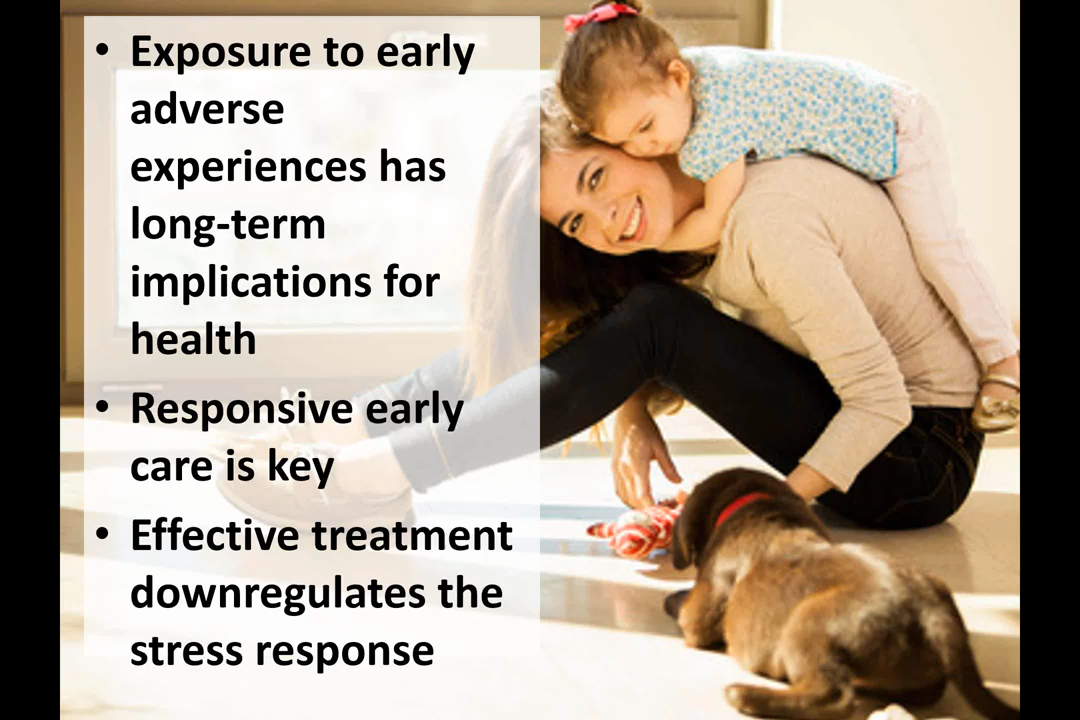 • Exposure to early
adverse
experiences has
long-term
implications for
health
• Responsive early
care is key
• Effective treatment
downregulates the
stress response